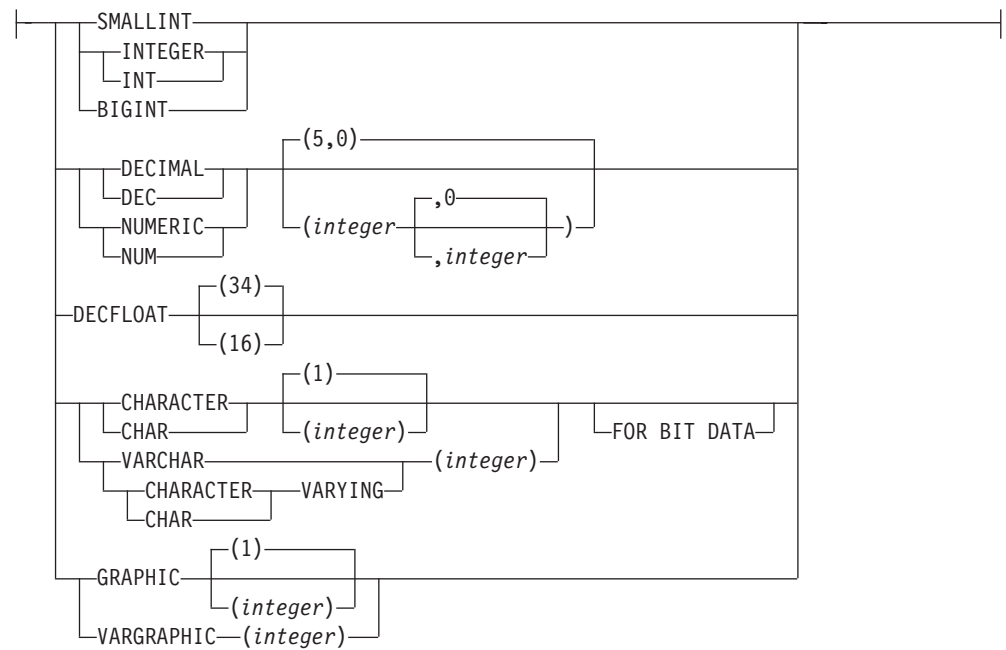 SMALLINT
INTEGER
INT
BIGINT
(5,0)
DECIMAL
DEC
,0
NUMERIC
(integer
)
NUM
,integer
(34)
DECFLOAT
(16)
(1)
CHARACTER
CHAR
(integer)
FOR BIT DATA
VARCHAR
(integer)
CHARACTER
VARYING
CHAR
(1)
GRAPHIC
(integer)
VARGRAPHIC
(integer)